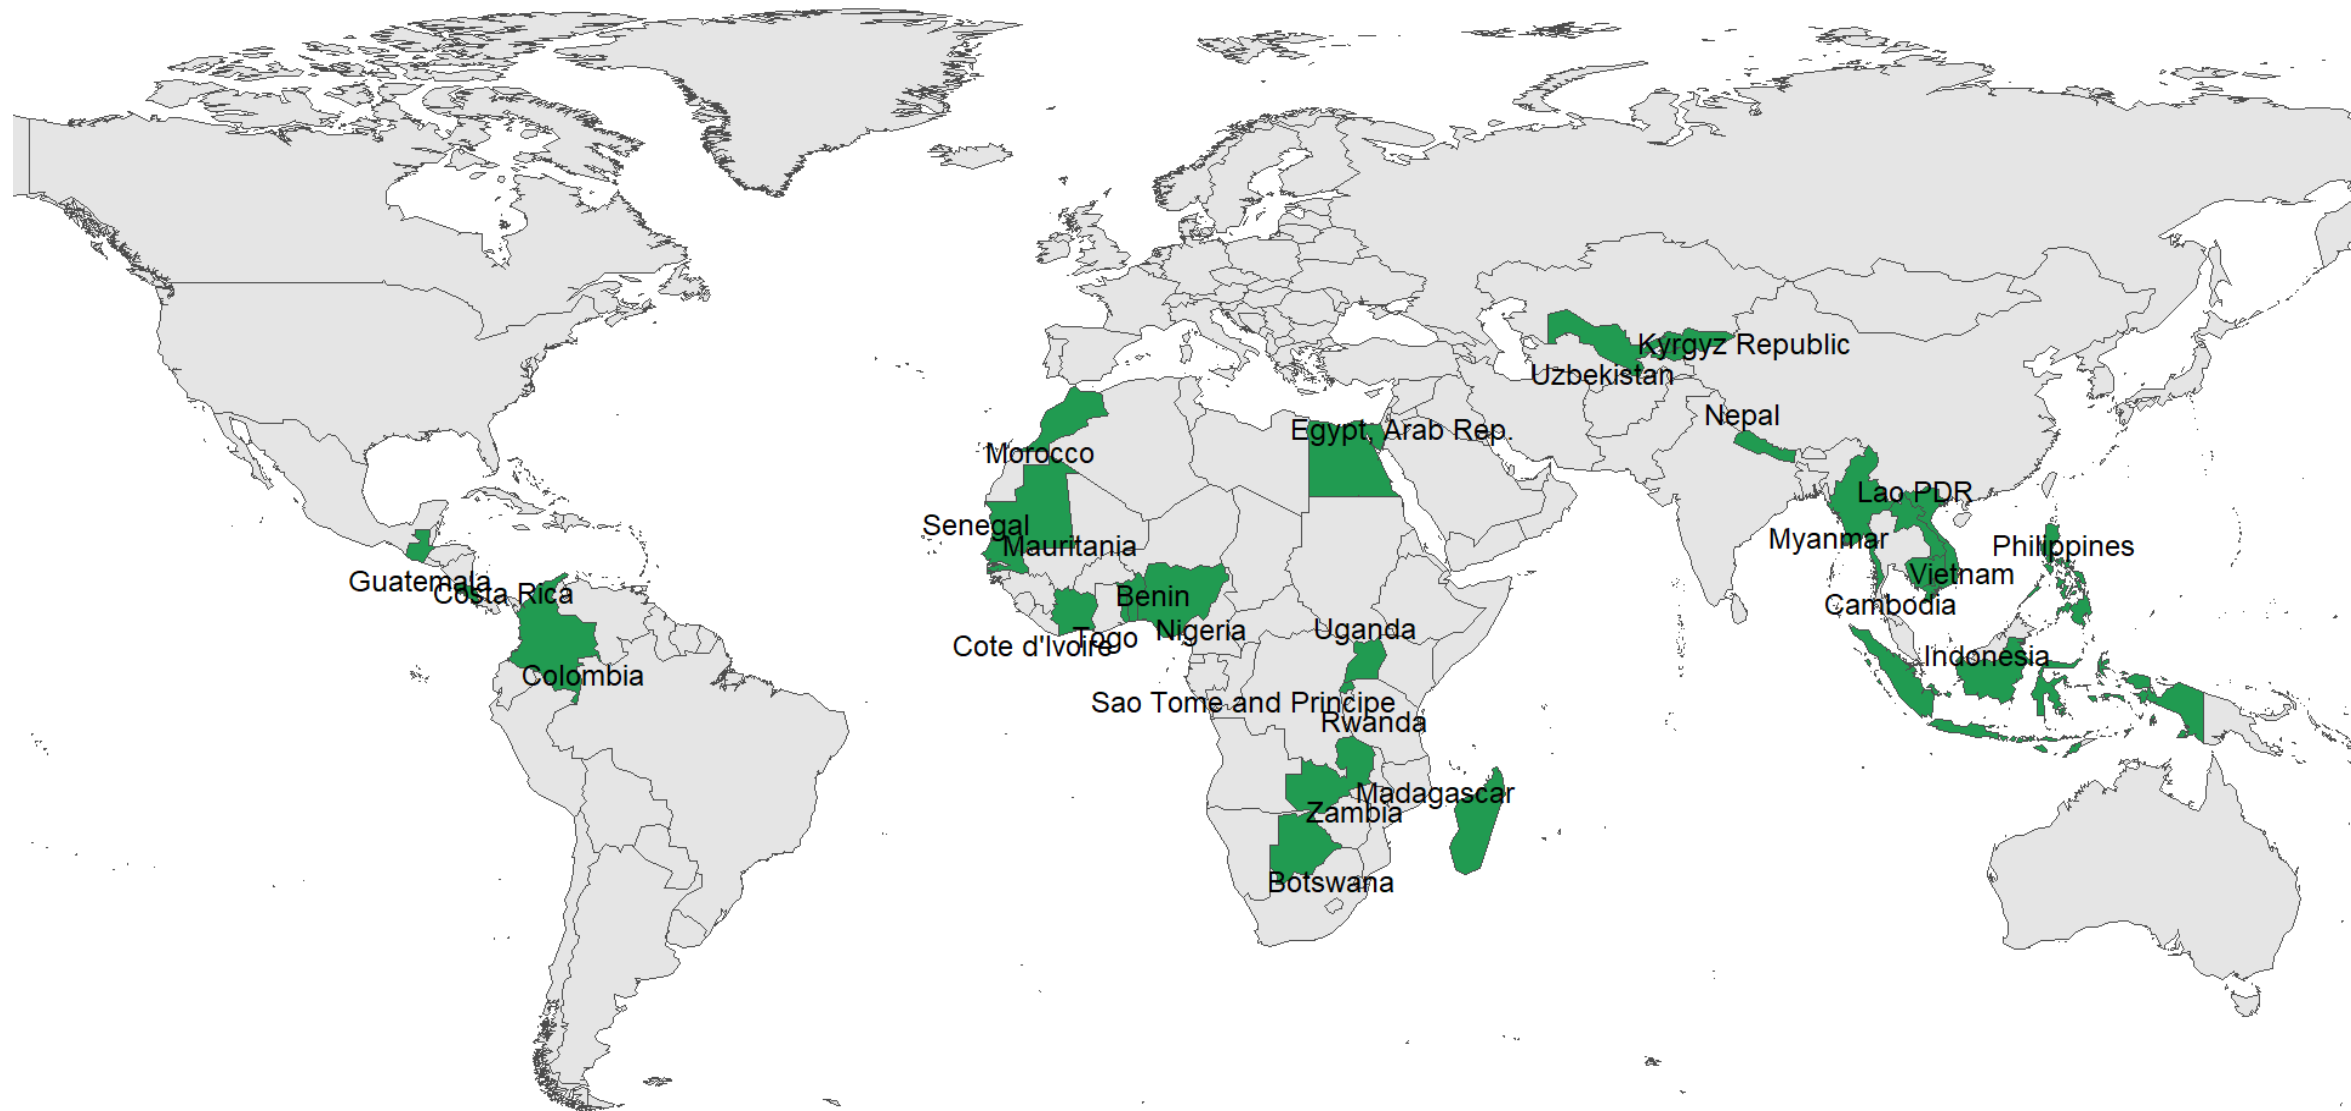 Kyrgyz Republic
Uzbekistan
Nepal
Egypt, Arab Rep.
Morocco
Lao PDR
Senegal
Myanmar
Mauritania
Philippines
Vietnam
Guatemala
Costa Rica
Benin
Cambodia
Uganda
Nigeria
Togo
Cote d'Ivoire
Indonesia
Colombia
Sao Tome and Principe
Rwanda
Madagascar
Zambia
Botswana